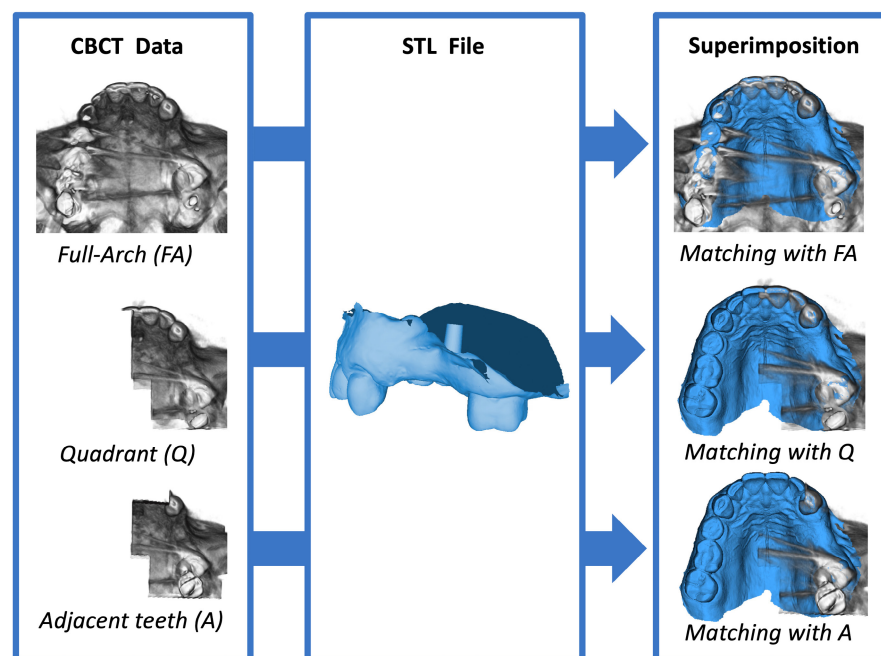 CBCT Data
STL File
Superimposition
Full-Arch (FA)
Matching with FA
Quadrant (Q)
Matching with Q
Adjacent teeth (A)
Matching with A